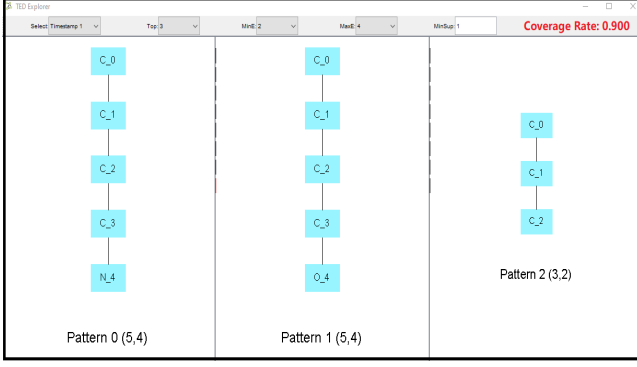 TED Explorer
Select: Timestamp 1 Top: 3 MinE: 2 MaxE: 4 MinSup: 1 Coverage Rate: 0.900
C_0
C_1
C_2
C_3
N_4
Pattern 0 (5,4)
C_0
C_1
C_2
C_3
O_4
Pattern 1 (5,4)
C_0
C_1
C_2
Pattern 2 (3,2)